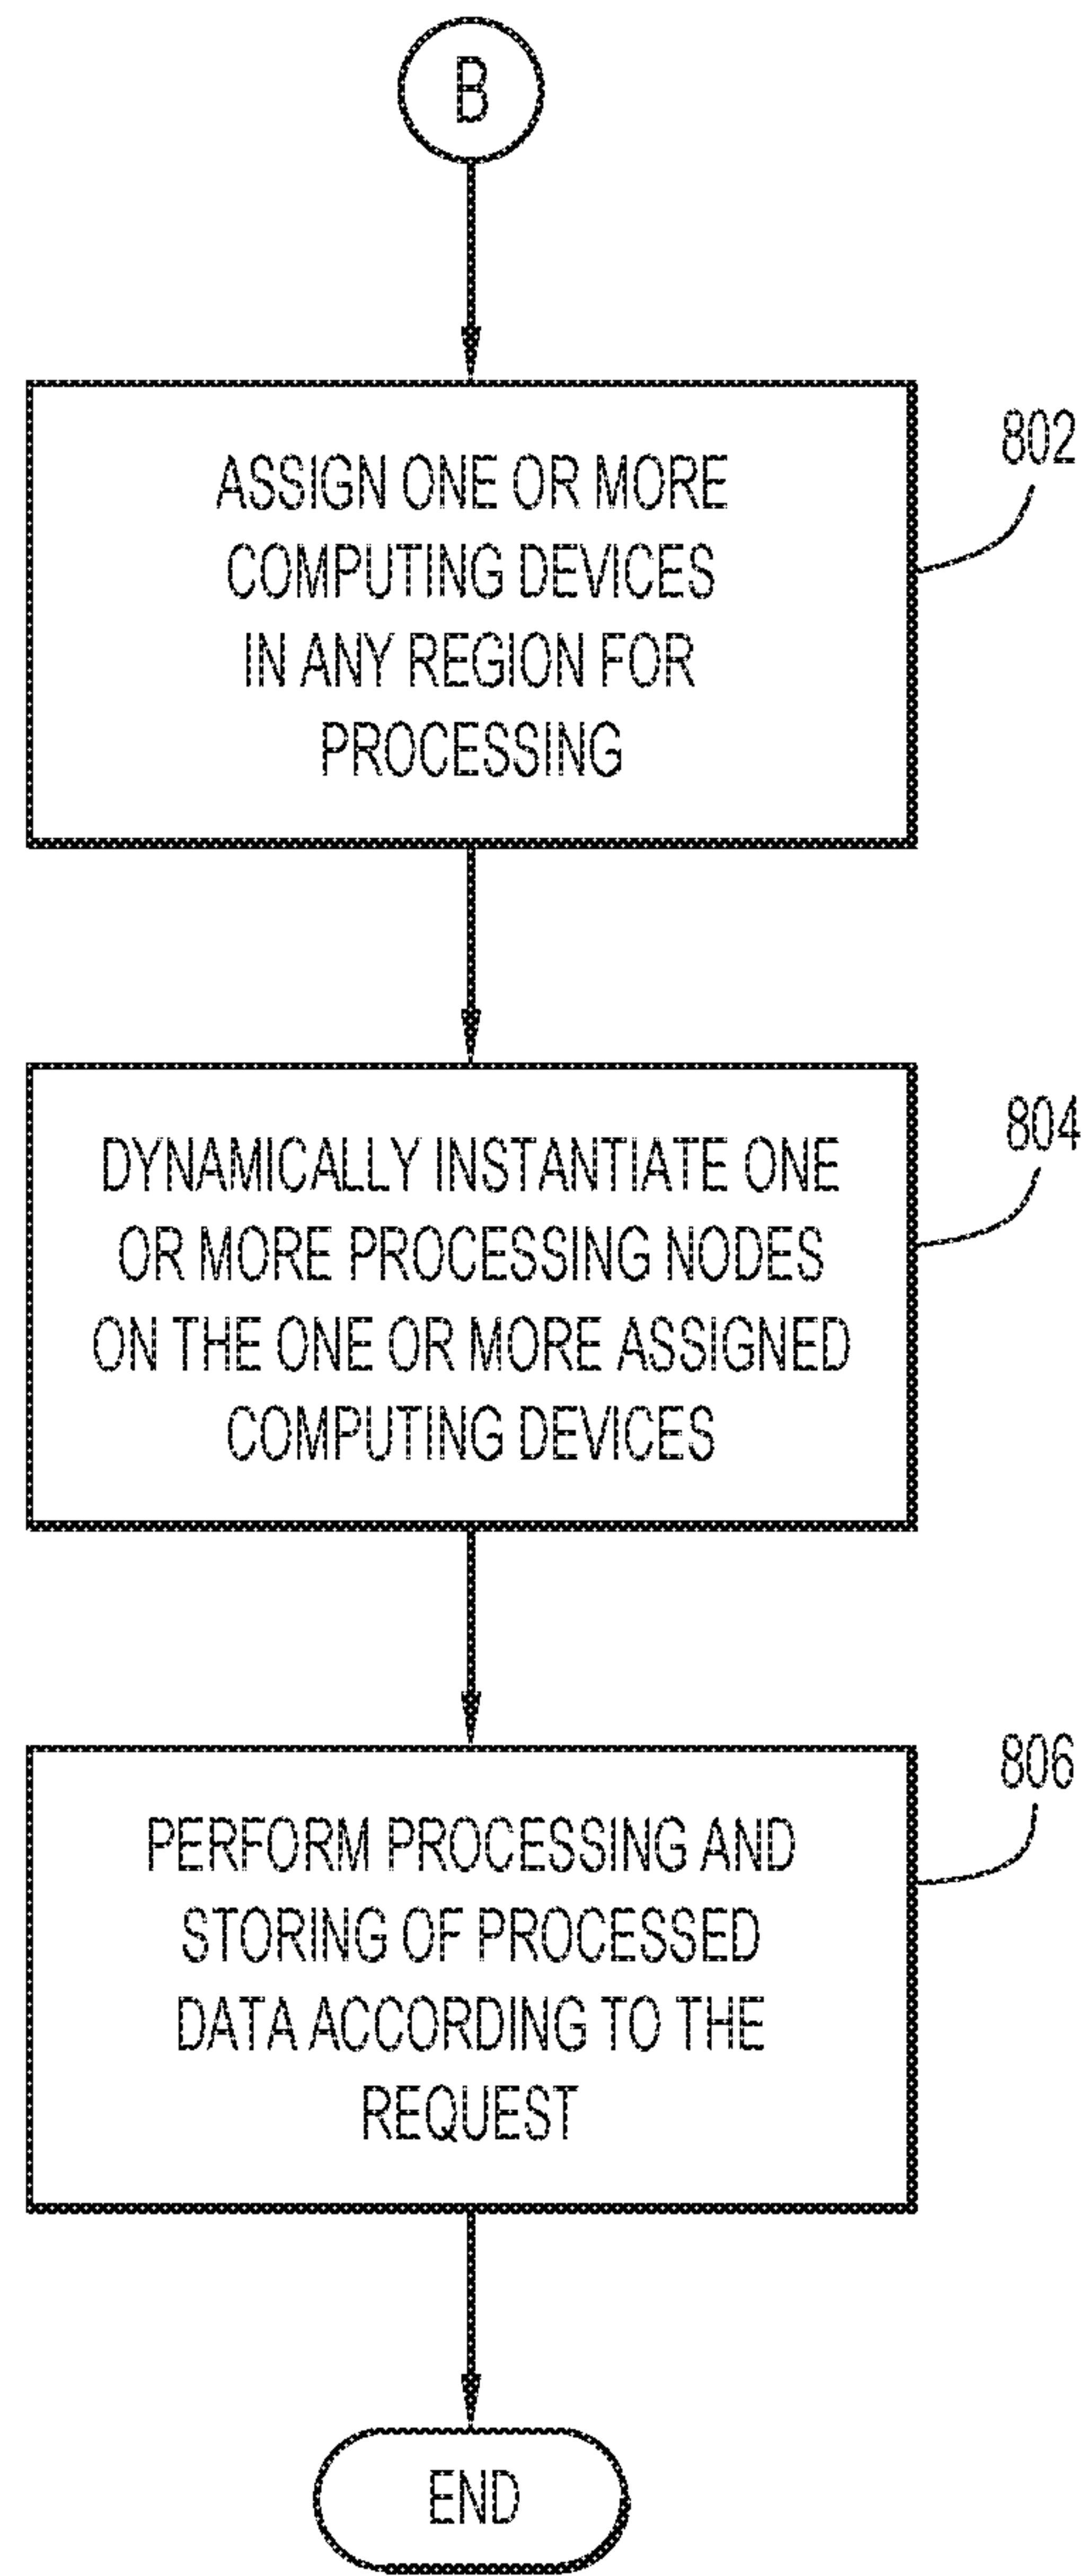 B
ASSIGN ONE OR MORE
COMPUTING DEVICES
IN ANY REGION FOR
PROCESSING
802
DYNAMICALLY INSTANTIATE ONE
OR MORE PROCESSING NODES
ON THE ONE OR MORE ASSIGNED
COMPUTING DEVICES
804
PERFORM PROCESSING AND
STORING OF PROCESSED
DATA ACCORDING TO THE
REQUEST
806
END